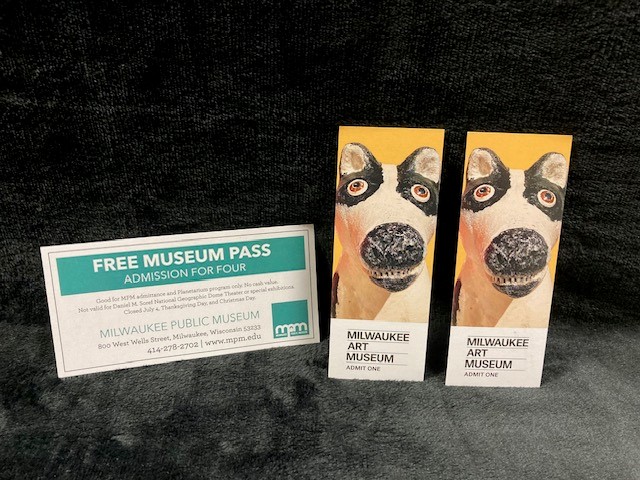 FREE MUSEUM PASS
ADMISSION FOR FOUR
Good for MPM admittance and Planetarium program only. No cash value.
Not valid for Daniel M. Soref National Geographic Dome Theater or special exhibitions.
Closed July 4, Thanksgiving Day, and Christmas Day.
MILWAUKEE PUBLIC MUSEUM
800 West Wells Street, Milwaukee, Wisconsin 53233
414-278-2702 | www.mpm.edu
mpm
MILWAUKEE
ART
MUSEUM
ADMIT ONE
MILWAUKEE
ART
MUSEUM
ADMIT ONE